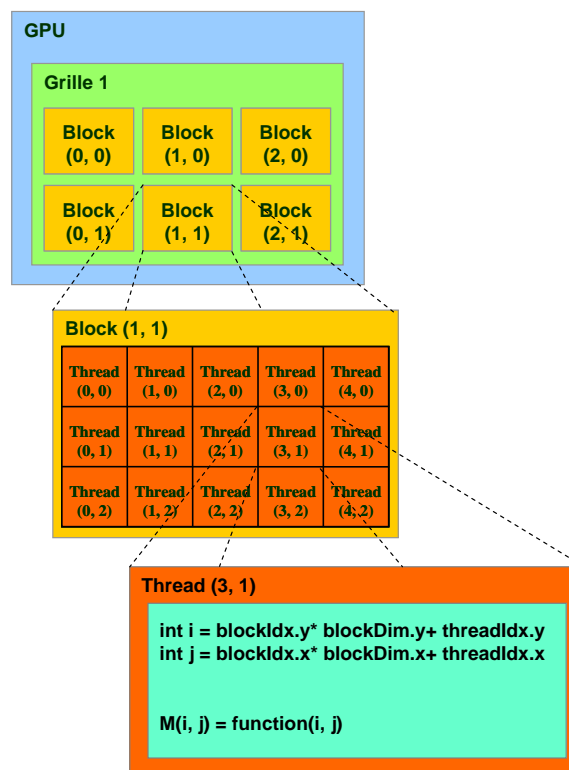 GPU
Grille 1
Block Block Block
(0, 0) (1, 0) (2, 0)
Block Block Block
(0, 1) (1, 1) (2, 1)
Block (1, 1)
Thread Thread Thread Thread Thread
(0, 0) (1, 0) (2, 0) (3, 0) (4, 0)
Thread Thread Thread Thread Thread
(0, 1) (1, 1) (2, 1) (3, 1) (4, 1)
Thread Thread Thread Thread Thread
(0, 2) (1, 2) (2, 2) (3, 2) (4, 2)
Thread (3, 1)
int i = blockIdx.y* blockDim.y+ threadIdx.y
int j = blockIdx.x* blockDim.x+ threadIdx.x
M(i, j) = function(i, j)